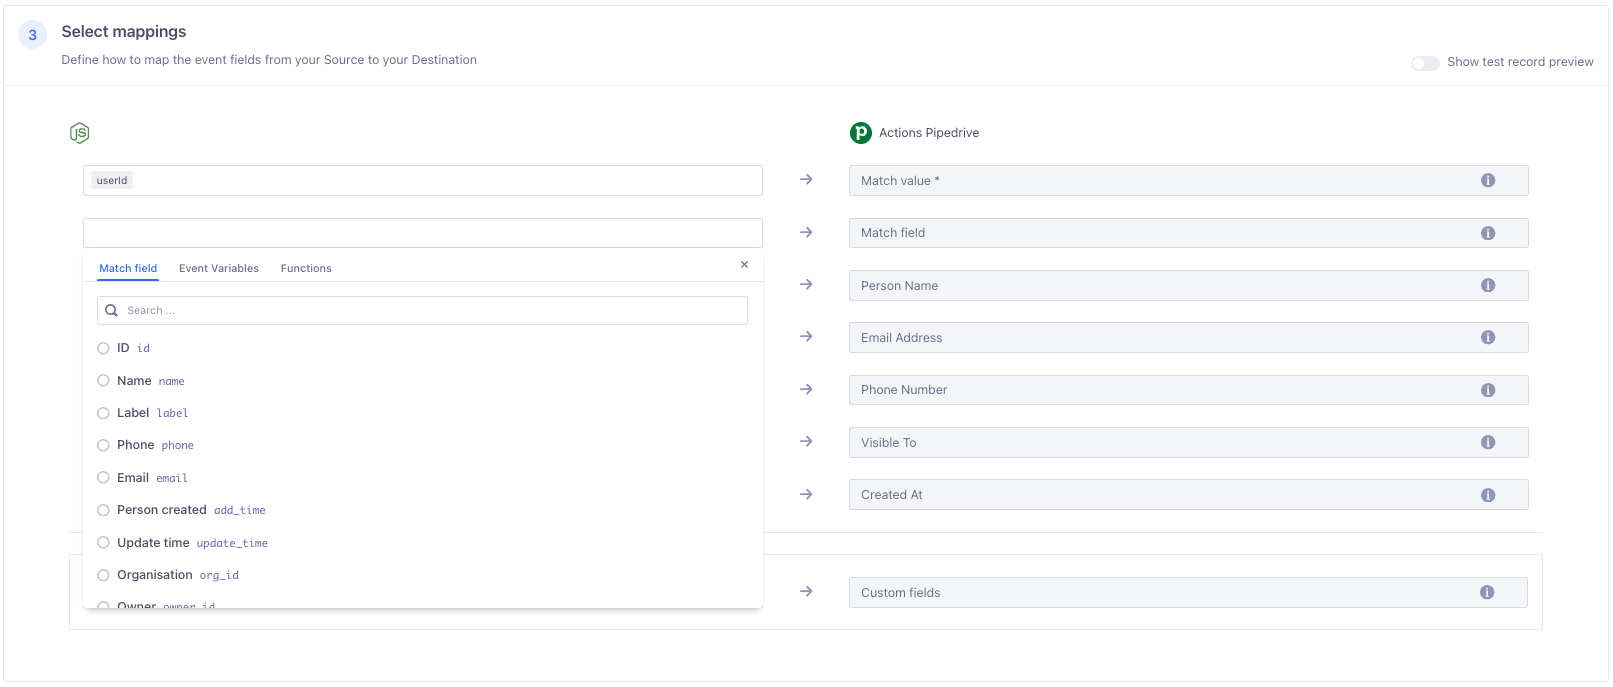 3
Select mappings
Define how to map the event fields from your Source to your Destination
Show test record preview
JS
p Actions Pipedrive
userId
Match value *
Match field
Match field Event Variables Functions
Search ...
ID id
Name name
Label label
Phone phone
Email email
Person created add_time
Update time update_time
Organisation org_id
Owner owner_id
Person Name
Email Address
Phone Number
Visible To
Created At
Custom fields